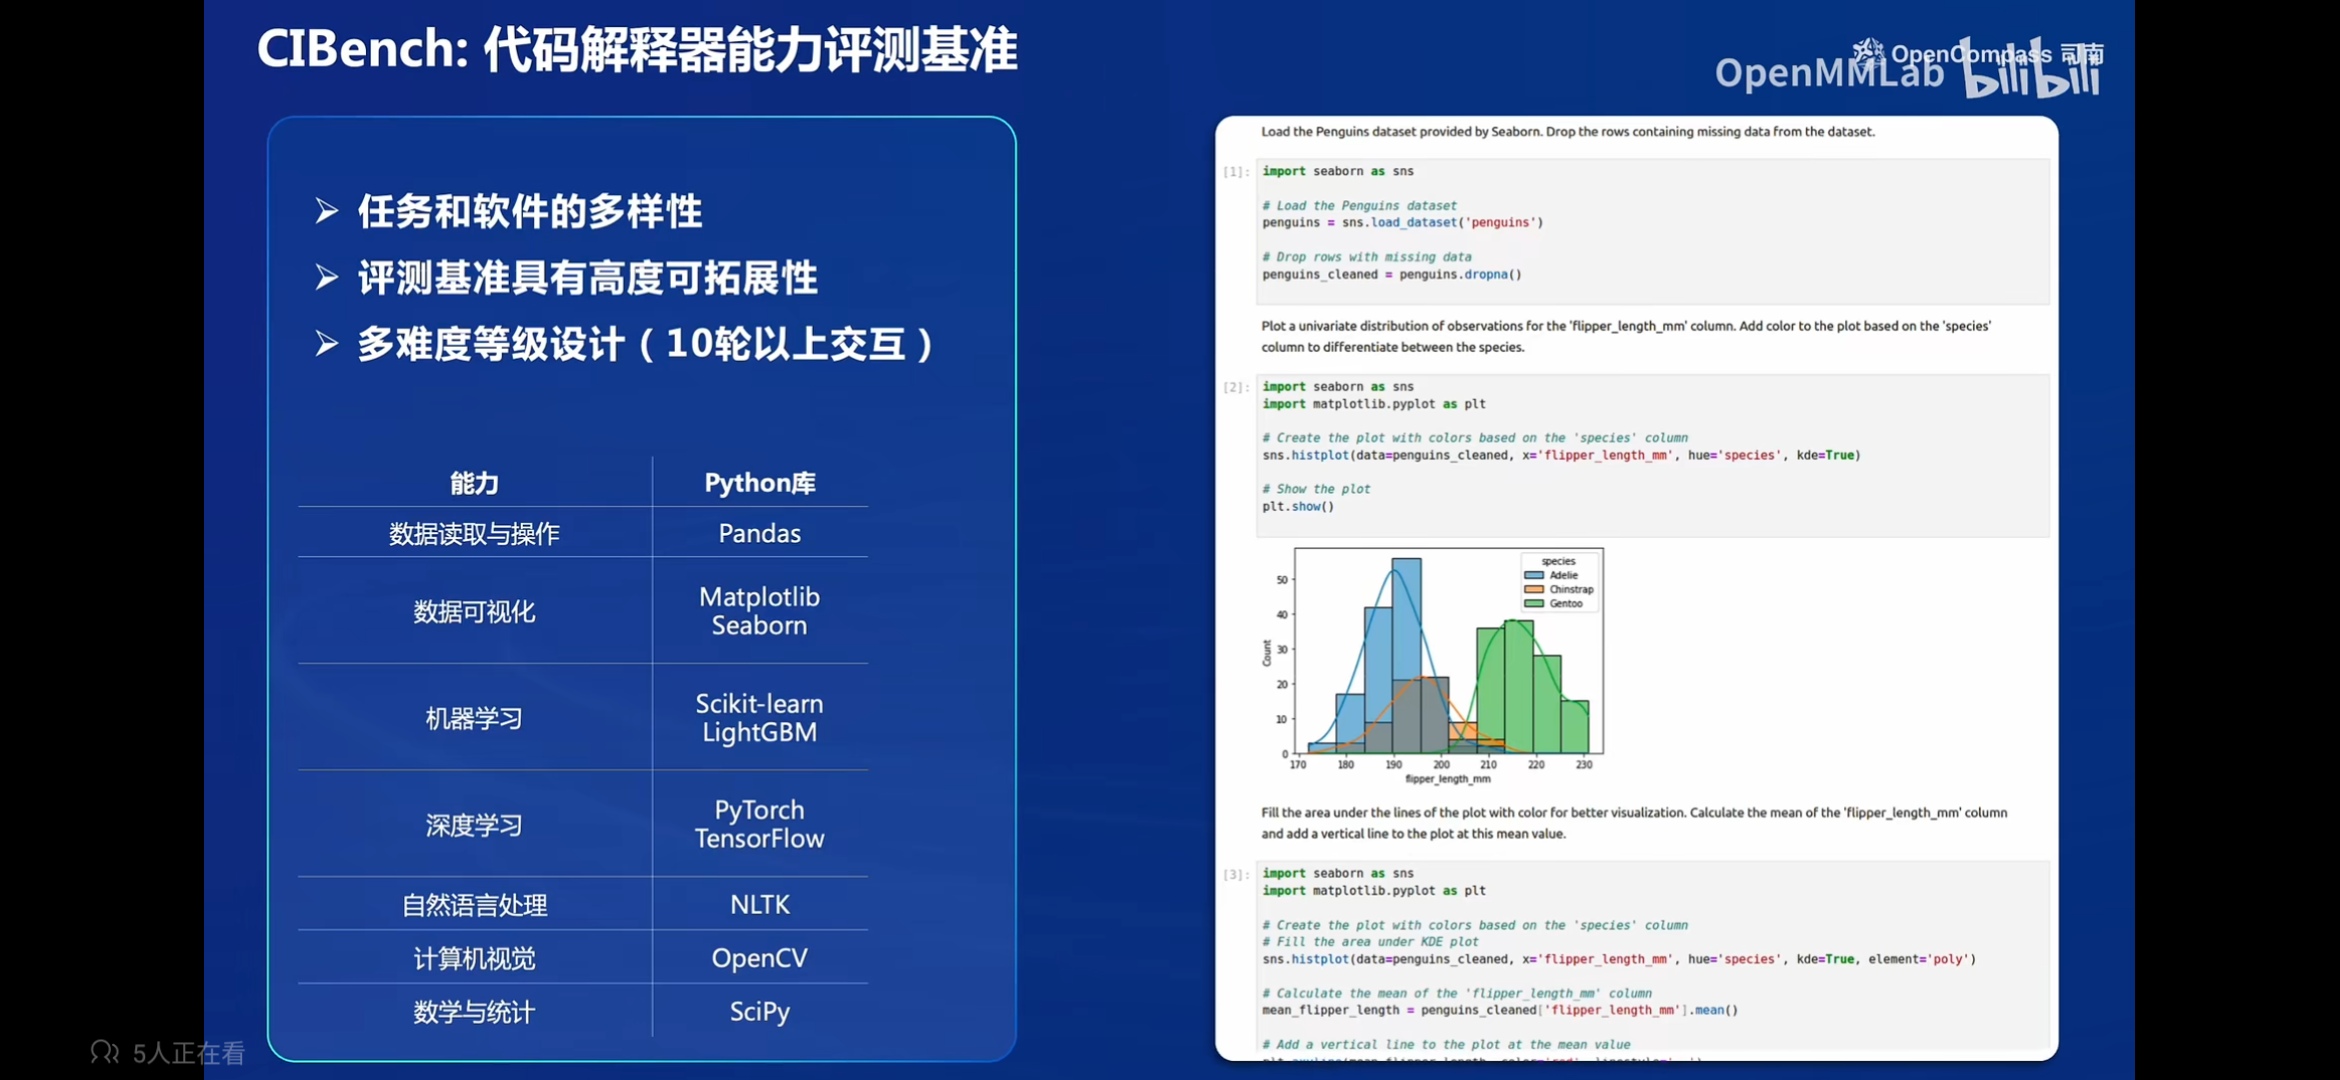 CIBench: 代码解释器能力评测基准
OpenCompass 司南
OpenMMLab bilibili
➢ 任务和软件的多样性
➢ 评测基准具有高度可拓展性
➢ 多难度等级设计（10轮以上交互）
能力 Python库
数据读取与操作 Pandas
数据可视化 Matplotlib
Seaborn
机器学习 Scikit-learn
LightGBM
深度学习 PyTorch
TensorFlow
自然语言处理 NLTK
计算机视觉 OpenCV
数学与统计 SciPy
5人正在看
Load the Penguins dataset provided by Seaborn. Drop the rows containing missing data from the dataset.
[1]: import seaborn as sns
# Load the Penguins dataset
penguins = sns.load_dataset('penguins')
# Drop rows with missing data
penguins_cleaned = penguins.dropna()
Plot a univariate distribution of observations for the 'flipper_length_mm' column. Add color to the plot based on the 'species'
column to differentiate between the species.
[2]: import seaborn as sns
import matplotlib.pyplot as plt
# Create the plot with colors based on the 'species' column
sns.histplot(data=penguins_cleaned, x='flipper_length_mm', hue='species', kde=True)
# Show the plot
plt.show()
species
Adelie
Chinstrap
Gentoo
50
40
30
20
10
0
Count
170 180 190 200 210 220 230
flipper_length_mm
Fill the area under the lines of the plot with color for better visualization. Calculate the mean of the 'flipper_length_mm' column
and add a vertical line to the plot at this mean value.
[3]: import seaborn as sns
import matplotlib.pyplot as plt
# Create the plot with colors based on the 'species' column
# Fill the area under KDE plot
sns.histplot(data=penguins_cleaned, x='flipper_length_mm', hue='species', kde=True, element='poly')
# Calculate the mean of the 'flipper_length_mm' column
mean_flipper_length = penguins_cleaned['flipper_length_mm'].mean()
# Add a vertical line to the plot at the mean value